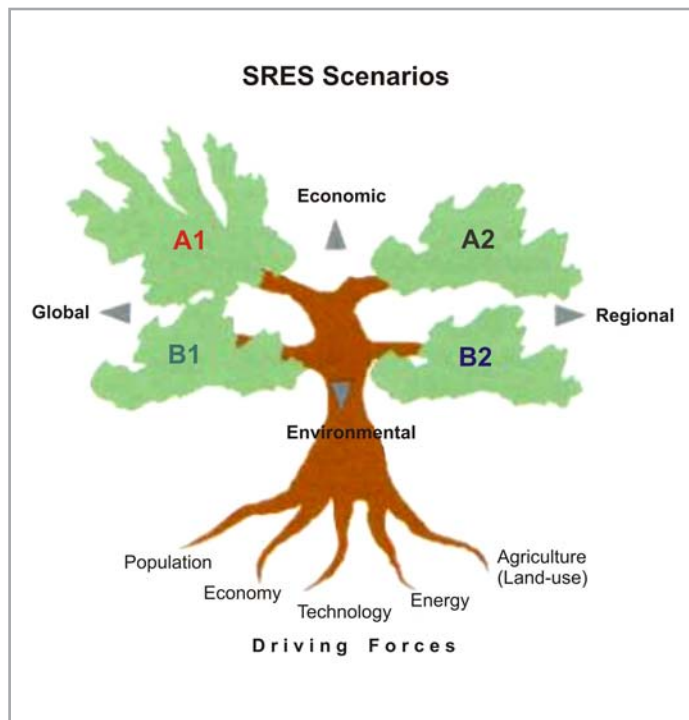 SRES Scenarios
Economic
A1
A2
Global
Regional
B1
B2
Environmental
Population
Economy
Technology
Energy
Agriculture
(Land-use)
Driving Forces